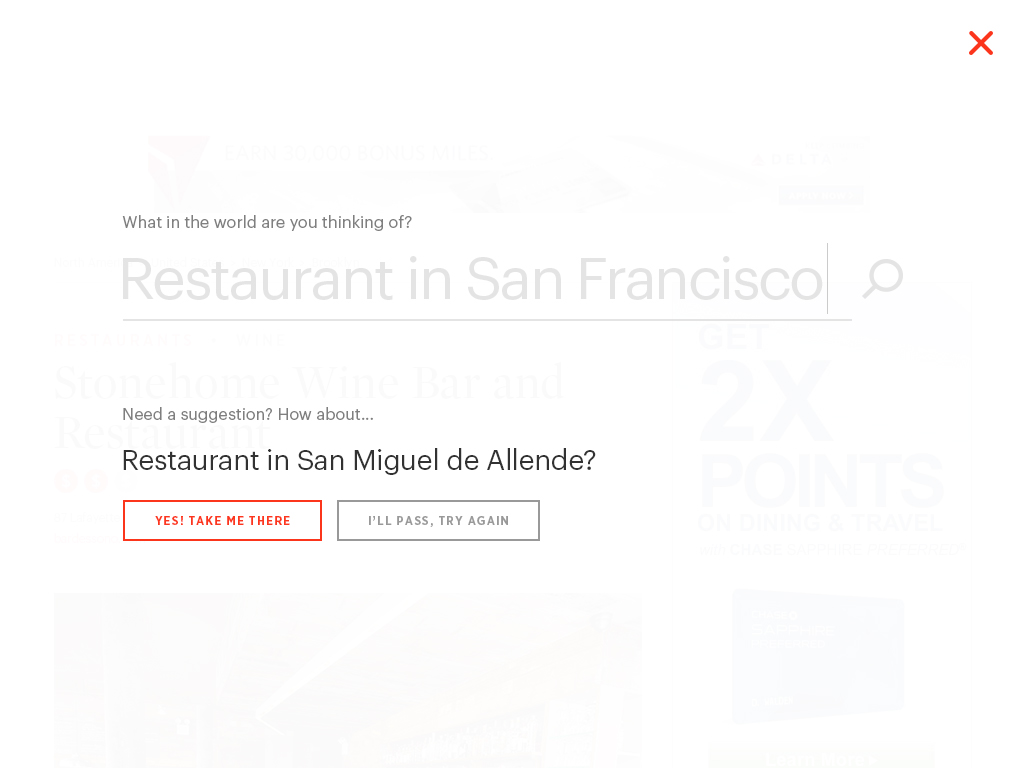 EARN 30,000 BONUS MILES
DELTA
What in the world are you thinking of?
Restaurant in San Francisco
RESTAURANTS • WINE
GET
Stonehome Wine Bar and
Restaurant
2X
Need a suggestion? How about...
Restaurant in San Miguel de Allende?
POINTS
YES! TAKE ME THERE
I'LL PASS, TRY AGAIN
ON DINING & TRAVEL
with CHASE SAPPHIRE PREFERRED®
Learn More